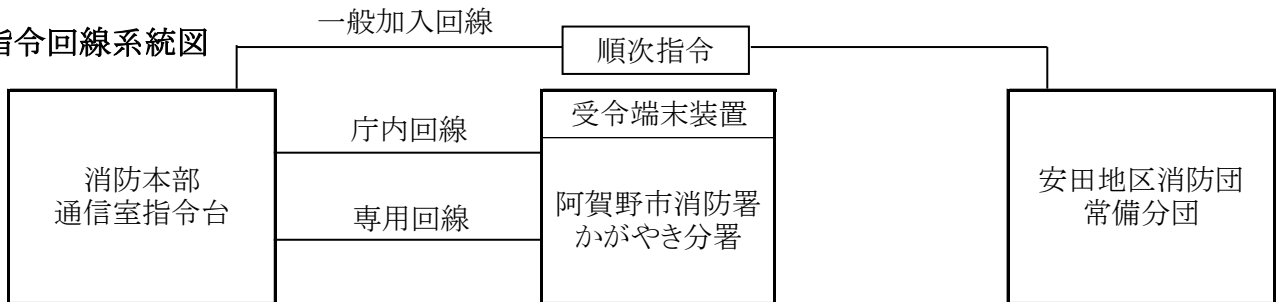 一般加入回線
指令回線系統図
順次指令
庁内回線
受令端末装置
消防本部
通信室指令台
専用回線
阿賀野市消防署
かがやき分署
安田地区消防団
常備分団